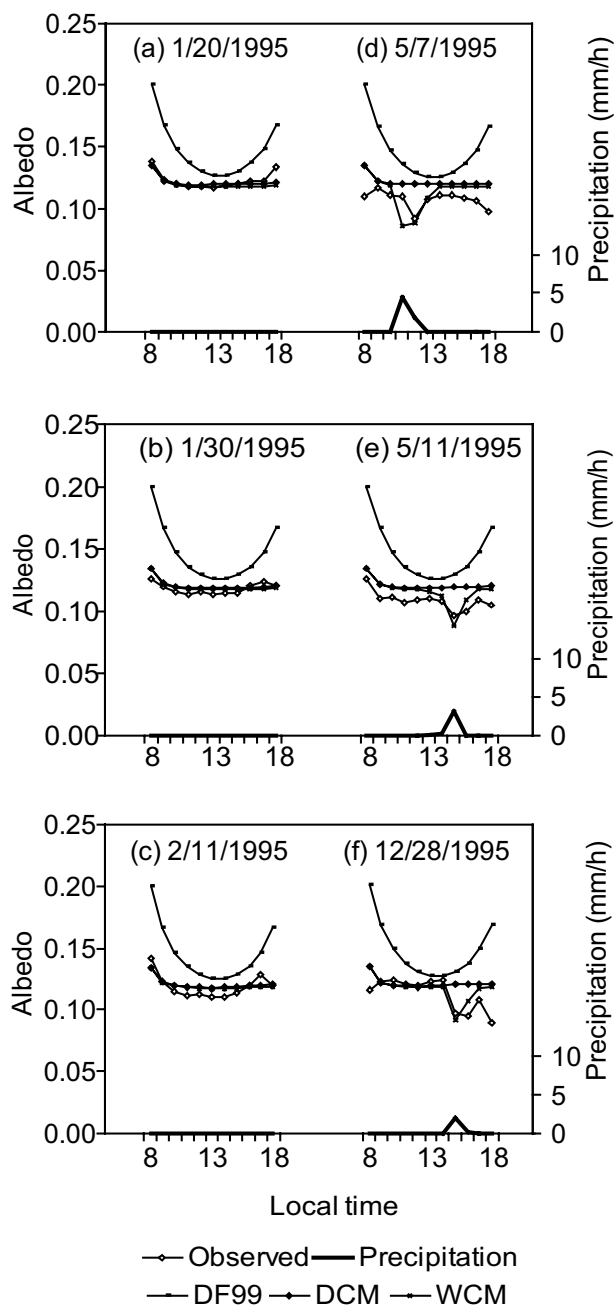 (a) 1/20/1995
(d) 5/7/1995
0.25
0.20
0.15
0.10
0.05
0.00
Albedo
10
5
0
Precipitation (mm/h)
8 13 18
8 13 18
(b) 1/30/1995
(e) 5/11/1995
0.25
0.20
0.15
0.10
0.05
0.00
Albedo
10
5
0
Precipitation (mm/h)
8 13 18
8 13 18
(c) 2/11/1995
(f) 12/28/1995
0.25
0.20
0.15
0.10
0.05
0.00
Albedo
10
5
0
Precipitation (mm/h)
8 13 18
8 13 18
Local time
Observed Precipitation
DF99 DCM WCM